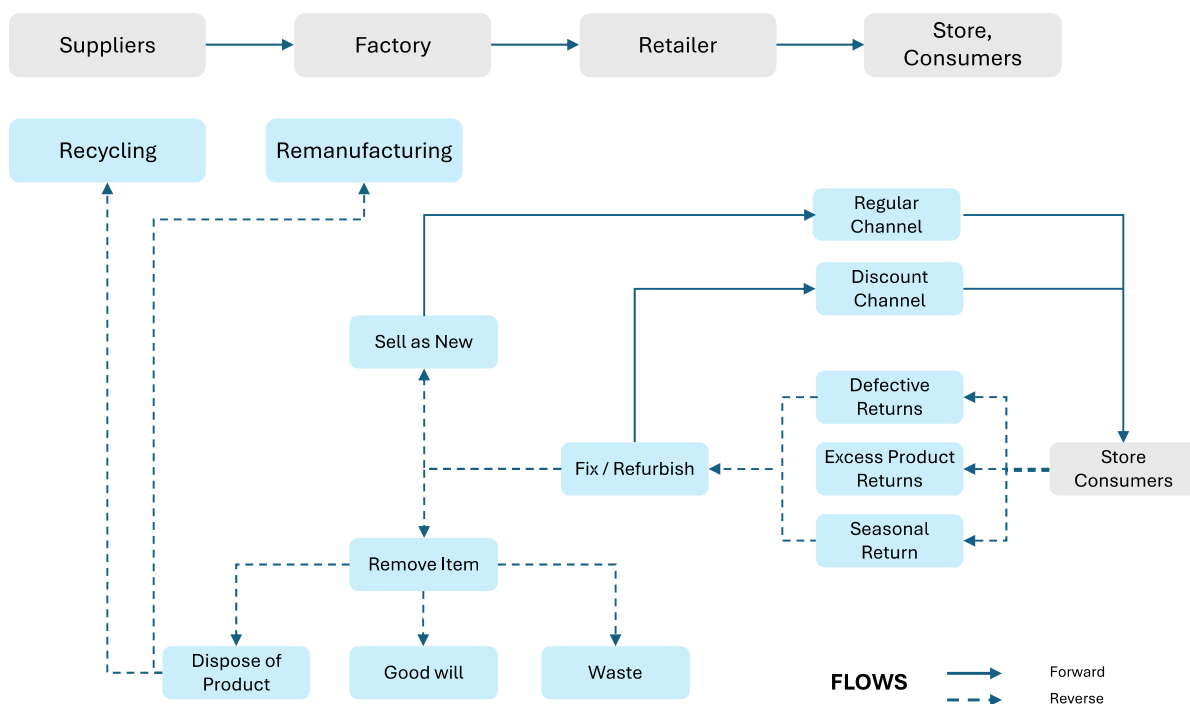 Suppliers
Factory
Retailer
Store,
Consumers
Recycling
Remanufacturing
Regular
Channel
Discount
Channel
Sell as New
Defective
Returns
Fix / Refurbish
Excess Product
Returns
Store
Consumers
Seasonal
Return
Remove Item
Dispose of
Product
Good will
Waste
FLOWS
Forward
Reverse